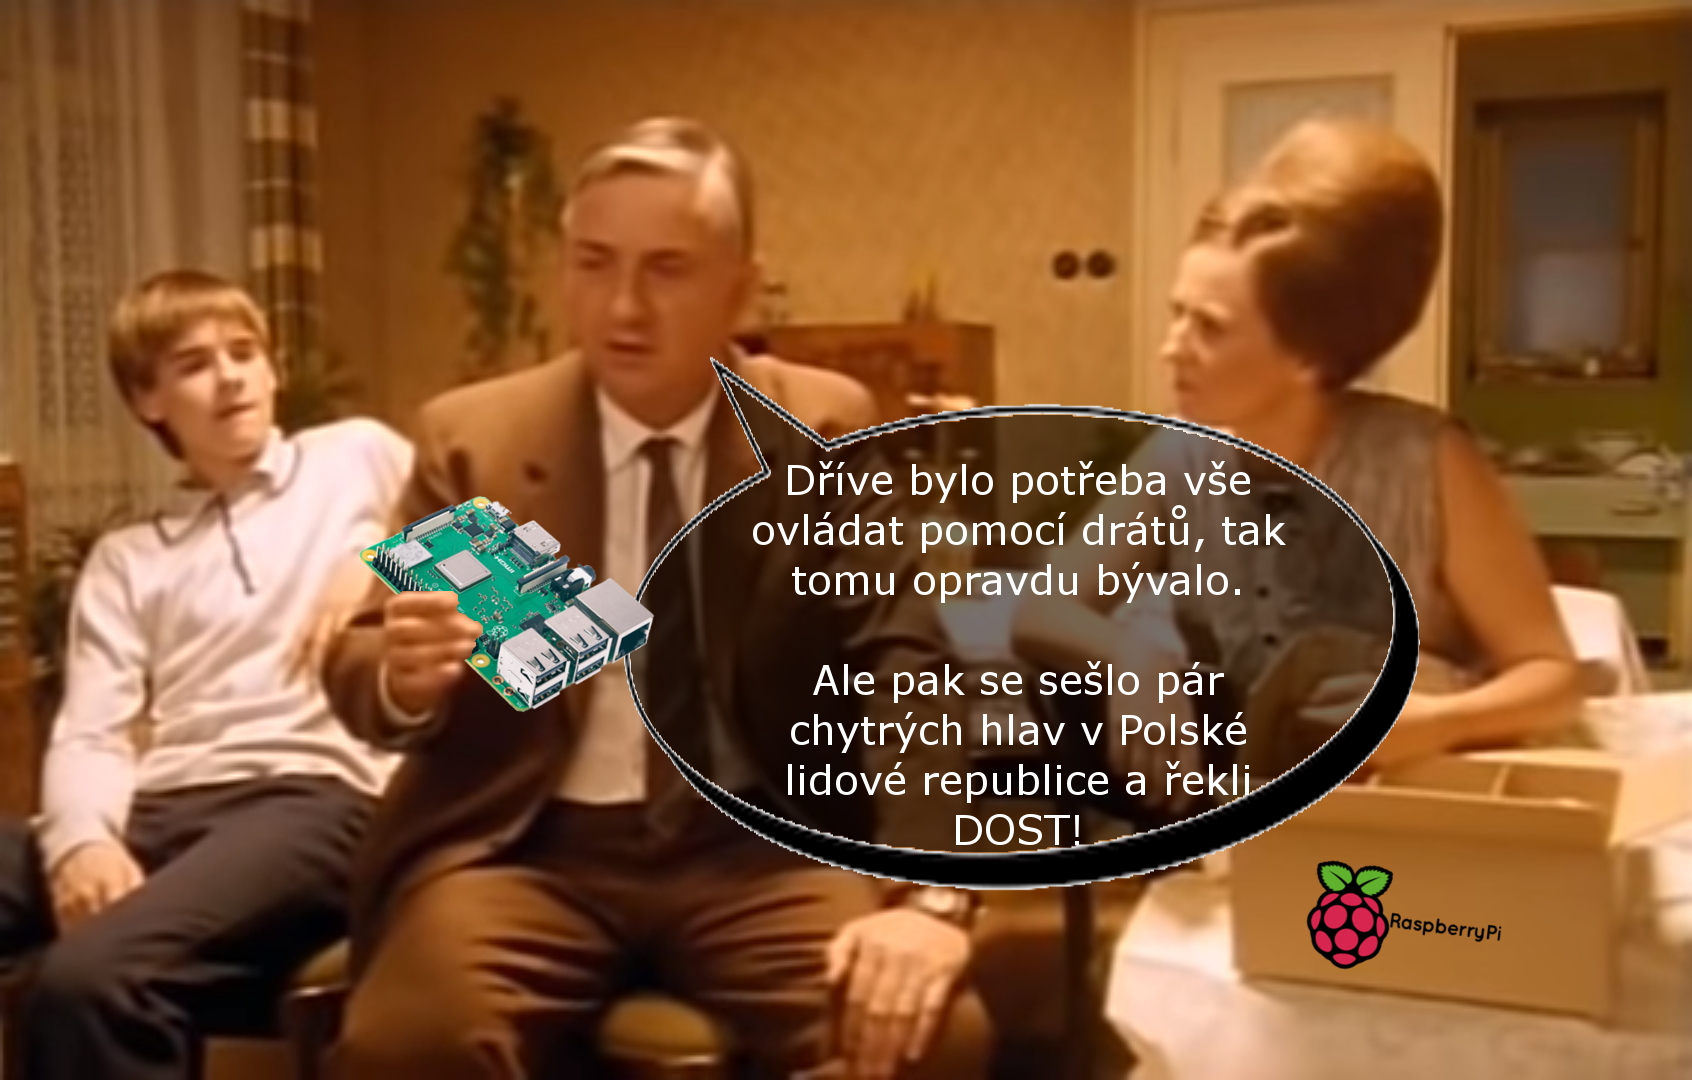 Dříve bylo potřeba vše
ovládat pomocí drátů, tak
tomu opravdu bývalo.
Ale pak se sešlo pár
chytrých hlav v Polské
lidové republice a řekli
DOST!
RaspberryPi